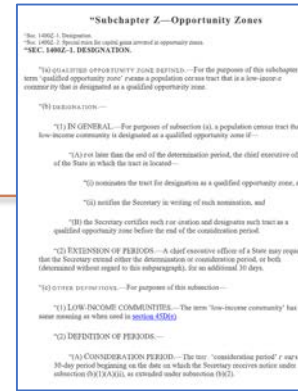 "Subchapter Z—Opportunity Zones
"Sec. 1400Z–1. Designation.
"Sec. 1400Z–2. Special rules for capital gains invested in opportunity zones.
"SEC. 1400Z–1. DESIGNATION.
"(a) QUALIFIED OPPORTUNITY ZONE DEFINED.—For the purposes of this subchapter
term 'qualified opportunity zone' means a population census tract that is a low-income
community that is designated as a qualified opportunity zone.
"(b) DESIGNATION.—
"(1) IN GENERAL.—For purposes of subsection (a), a population census tract tha
low-income community is designated as a qualified opportunity zone if—
"(A) not later than the end of the determination period, the chief executive off
of the State in which the tract is located—
"(i) nominates the tract for designation as a qualified opportunity zone, a
"(ii) notifies the Secretary in writing of such nomination, and
"(B) the Secretary certifies such nomination and designates such tract as a
qualified opportunity zone before the end of the consideration period.
"(2) EXTENSION OF PERIODS.—A chief executive officer of a State may reque
that the Secretary extend either the determination or consideration period, or both
(determined without regard to this subparagraph), for an additional 30 days.
"(c) OTHER DEFINITIONS.—For purposes of this subsection—
"(1) LOW-INCOME COMMUNITIES.—The term 'low-income community' has
same meaning as when used in section 45D(e)
"(2) DEFINITION OF PERIODS.—
"(A) CONSIDERATION PERIOD.—The term 'consideration period' means
30-day period beginning on the date on which the Secretary receives notice under
subsection (b)(1)(A)(ii), as extended under subsection (b)(2).